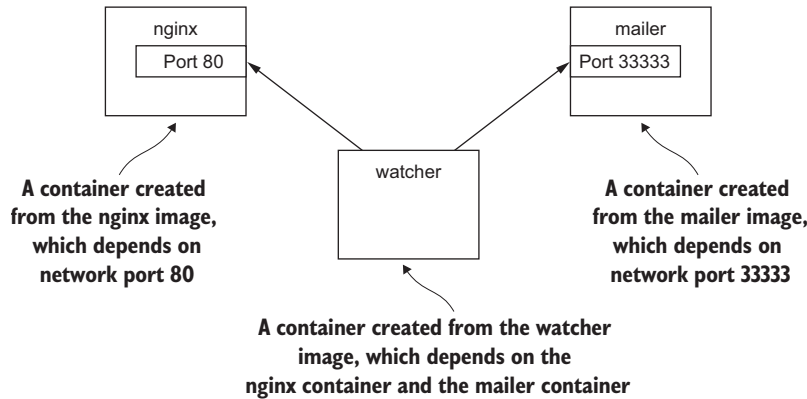 nginx
Port 80
mailer
Port 33333
watcher
A container created
from the nginx image,
which depends on
network port 80
A container created
from the mailer image,
which depends on
network port 33333
A container created from the watcher
image, which depends on the
nginx container and the mailer container